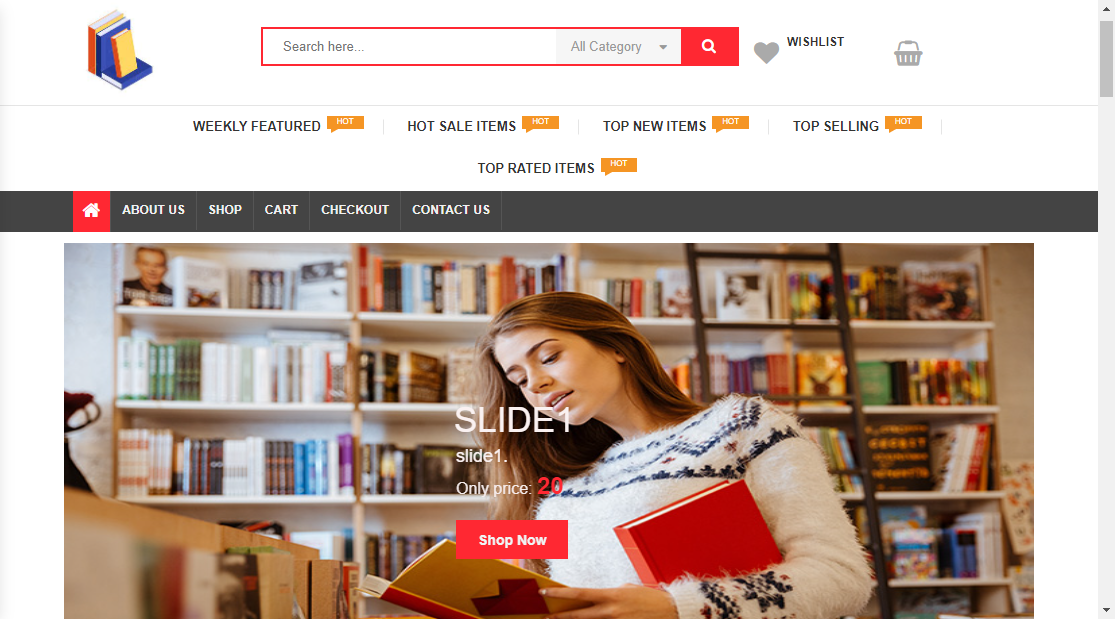 Search here...
All Category
WISHLIST
WEEKLY FEATURED HOT
HOT SALE ITEMS HOT
TOP NEW ITEMS HOT
TOP SELLING HOT
TOP RATED ITEMS HOT
ABOUT US
SHOP
CART
CHECKOUT
CONTACT US
SLIDE1
slide1.
Only price: 20
Shop Now